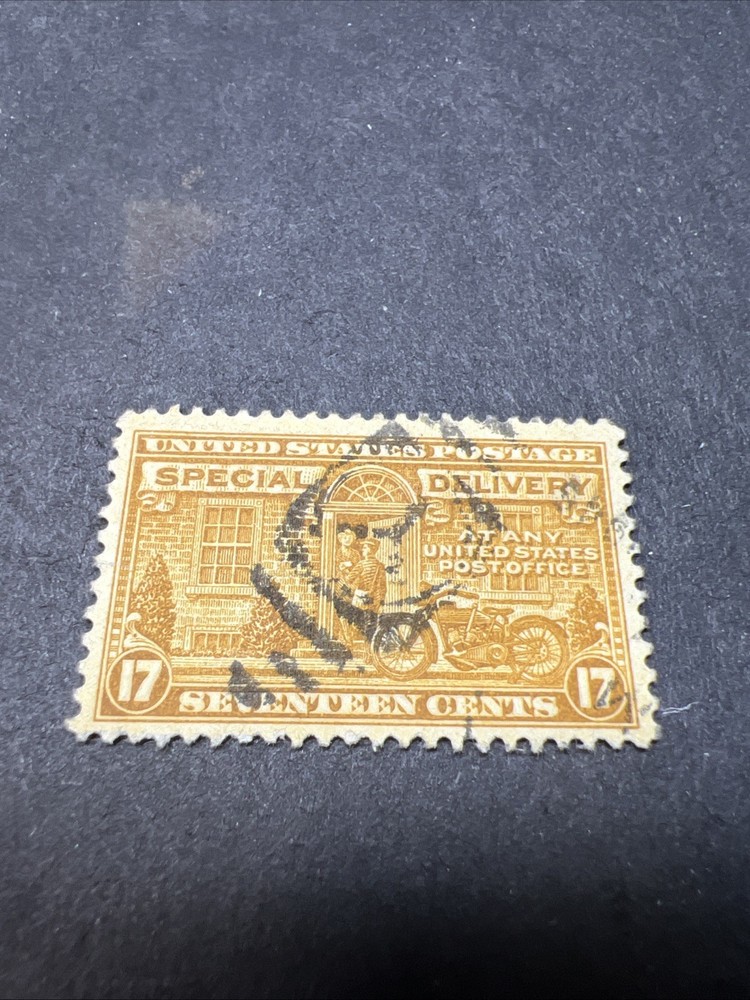 UNITED STATES POSTAGE
SPECIAL DELIVERY
AT ANY
UNITED STATES
POST OFFICE
17 SEVENTEEN CENTS 17